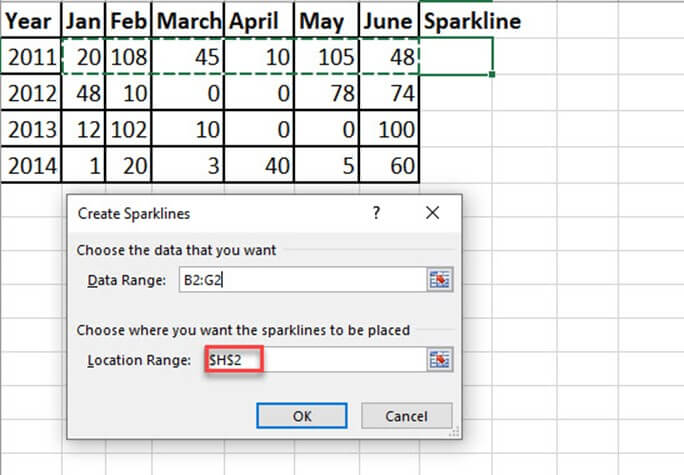 Year Jan Feb March April May June Sparkline
2011 20 108 45 10 105 48
2012 48 10 0 0 78 74
2013 12 102 10 0 0 100
2014 1 20 3 40 5 60
Create Sparklines ?
Choose the data that you want
Data Range: B2:G2
Choose where you want the sparklines to be placed
Location Range: $H$2
OK Cancel